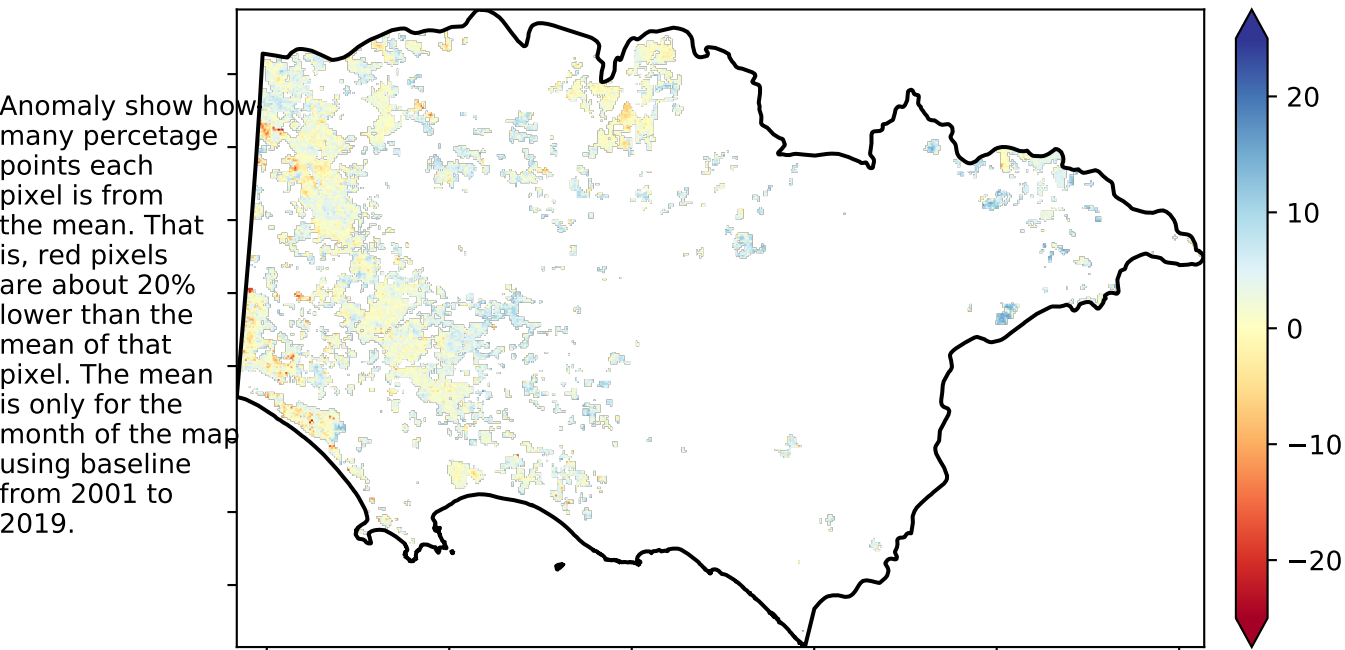 Anomaly show how
many percetage
points each
pixel is from
the mean. That
is, red pixels
are about 20%
lower than the
mean of that
pixel. The mean
is only for the
month of the map
using baseline
from 2001 to
2019.
20
10
0
−10
−20